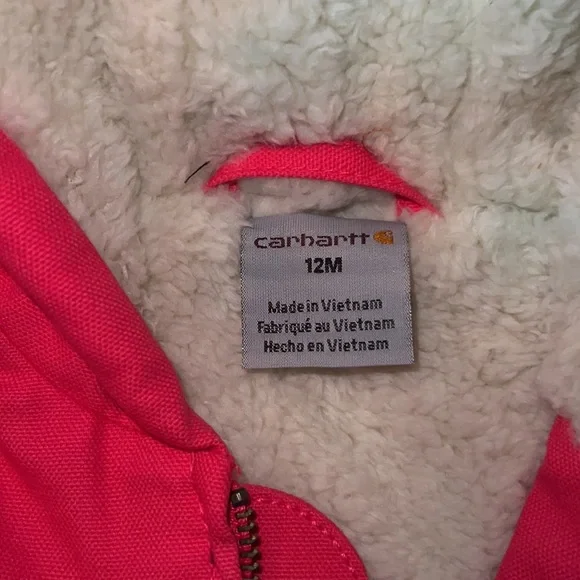 carhartt
12M
Made in Vietnam
Fabriqué au Vietnam
Hecho en Vietnam